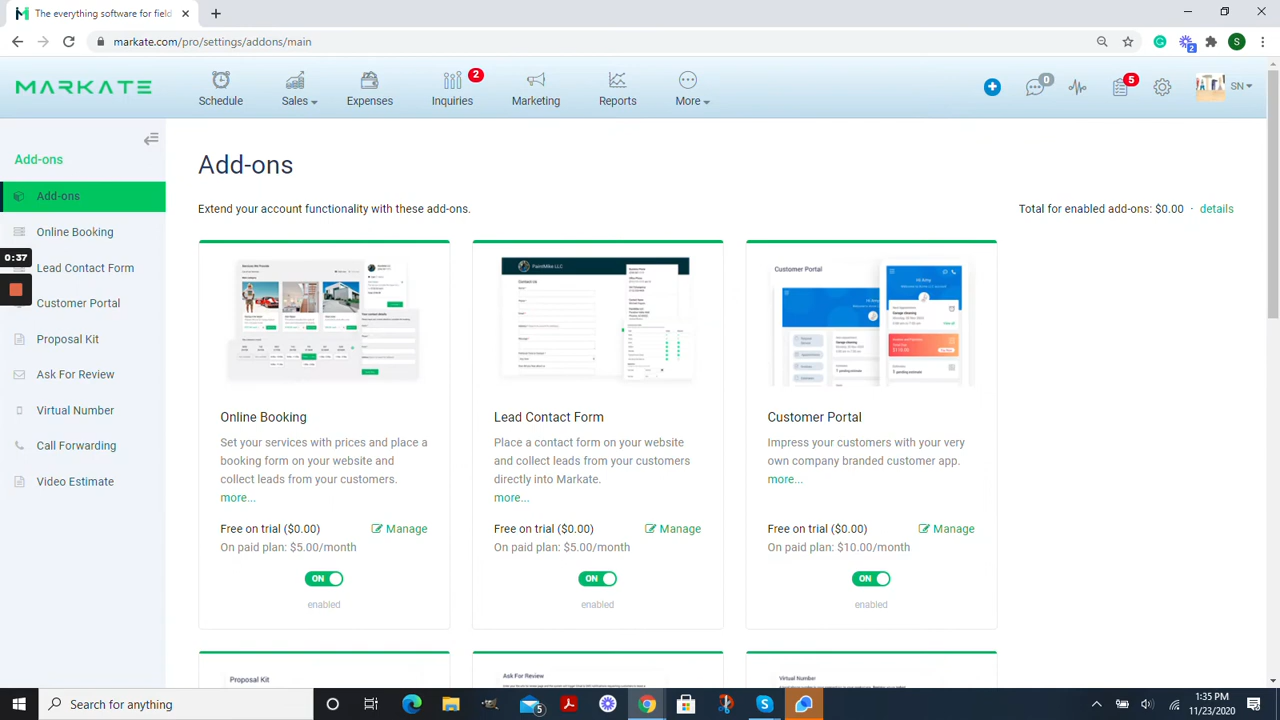 The everything software for field
markate.com/pro/settings/addons/main
2
S
MARKATE
Schedule
Sales
Expenses
2
Inquiries
Marketing
Reports
More
0
5
SN
Add-ons
Add-ons
Online Booking
0:37
Lead Contact Form
Customer Portal
Proposal Kit
Ask For Review
Virtual Number
Call Forwarding
Video Estimate
Add-ons
Extend your account functionality with these add-ons.
Total for enabled add-ons: $0.00 · details
Online Booking
Set your services with prices and place a
booking form on your website and
collect leads from your customers.
more...
Free on trial ($0.00)
Manage
On paid plan: $5.00/month
ON
enabled
PaintMike LLC
Contact Us
Lead Contact Form
Place a contact form on your website
and collect leads from your customers
directly into Markate.
more...
Free on trial ($0.00)
Manage
On paid plan: $5.00/month
ON
enabled
Customer Portal
Customer Portal
Impress your customers with your very
own company branded customer app.
more...
Free on trial ($0.00)
Manage
On paid plan: $10.00/month
ON
enabled
Proposal Kit
Ask For Review
Virtual Number
Search for anything
5
1:35 PM
11/23/2020